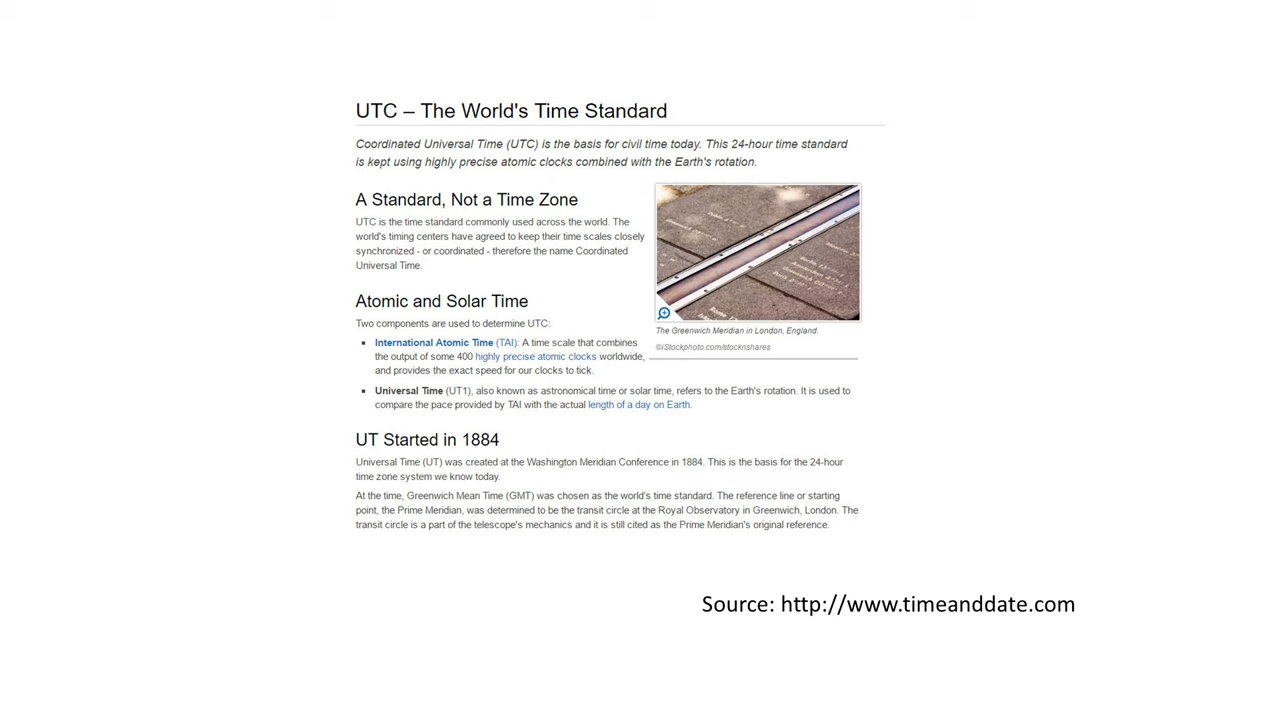 UTC – The World's Time Standard
Coordinated Universal Time (UTC) is the basis for civil time today. This 24-hour time standard
is kept using highly precise atomic clocks combined with the Earth's rotation.
A Standard, Not a Time Zone
UTC is the time standard commonly used across the world. The
world's timing centers have agreed to keep their time scales closely
synchronized - or coordinated - therefore the name Coordinated
Universal Time.
The Greenwich Meridian in London, England.
©iStockphoto.com/stocknshares
Atomic and Solar Time
Two components are used to determine UTC:
▪ International Atomic Time (TAI): A time scale that combines
the output of some 400 highly precise atomic clocks worldwide,
and provides the exact speed for our clocks to tick.
▪ Universal Time (UT1), also known as astronomical time or solar time, refers to the Earth's rotation. It is used to
compare the pace provided by TAI with the actual length of a day on Earth.
UT Started in 1884
Universal Time (UT) was created at the Washington Meridian Conference in 1884. This is the basis for the 24-hour
time zone system we know today.
At the time, Greenwich Mean Time (GMT) was chosen as the world's time standard. The reference line or starting
point, the Prime Meridian, was determined to be the transit circle at the Royal Observatory in Greenwich, London. The
transit circle is a part of the telescope's mechanics and it is still cited as the Prime Meridian's original reference.
Source: http://www.timeanddate.com